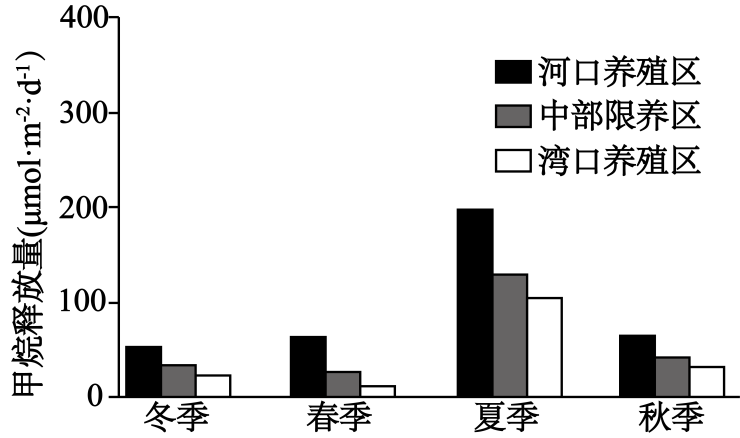 400
300
200
100
0
甲烷释放量(μmol·m-2·d-1)
河口养殖区
中部限养区
湾口养殖区
冬季 春季 夏季 秋季